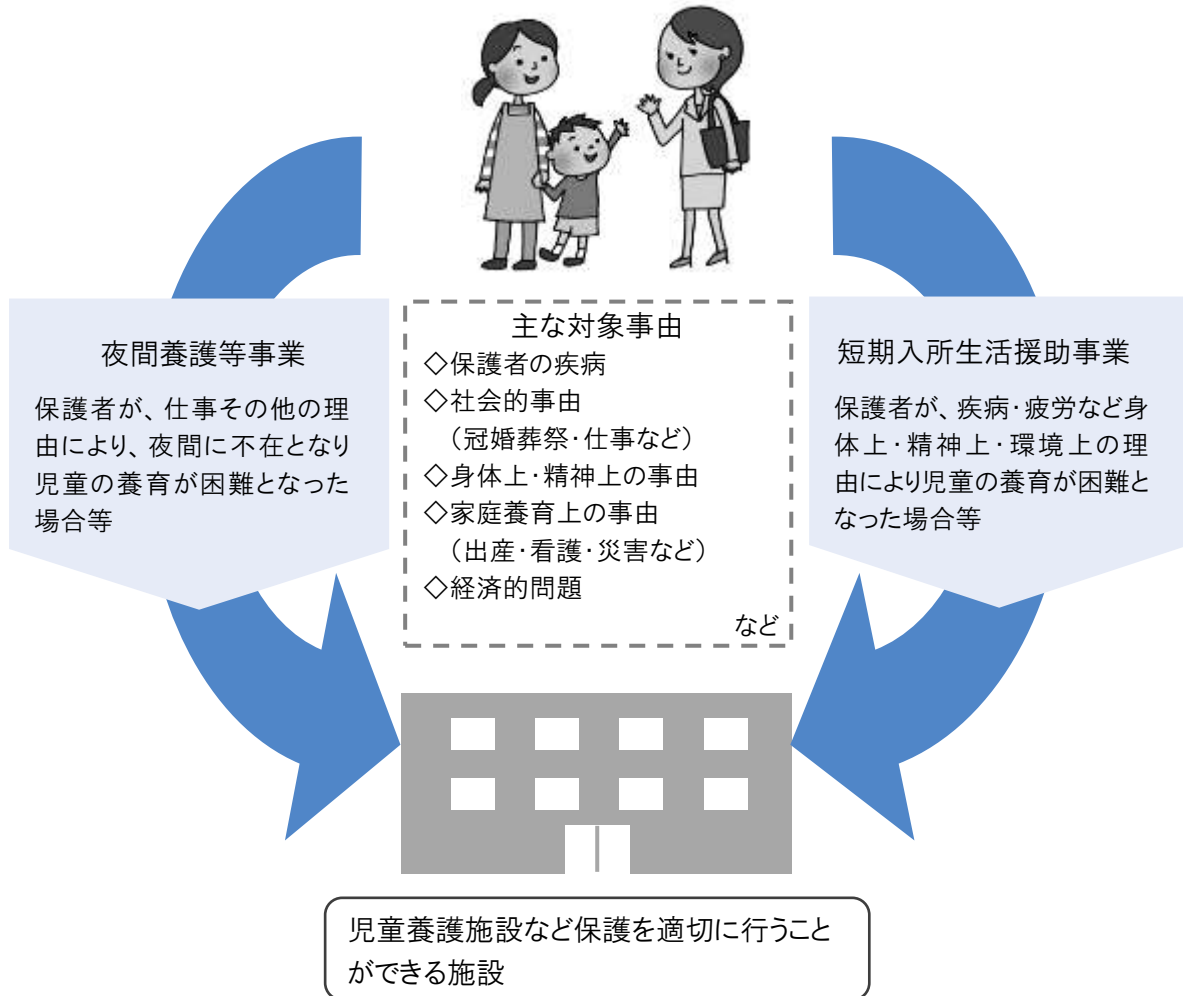 夜間養護等事業
保護者が、仕事その他の理
由により、夜間に不在となり
児童の養育が困難となった
場合等
主な対象事由
◇保護者の疾病
◇社会的事由
（冠婚葬祭・仕事など）
◇身体上・精神上の事由
◇家庭養育上の事由
（出産・看護・災害など）
◇経済的問題
など
短期入所生活援助事業
保護者が、疾病・疲労など身
体上・精神上・環境上の理
由により児童の養育が困難と
なった場合等
児童養護施設など保護を適切に行うこと
ができる施設